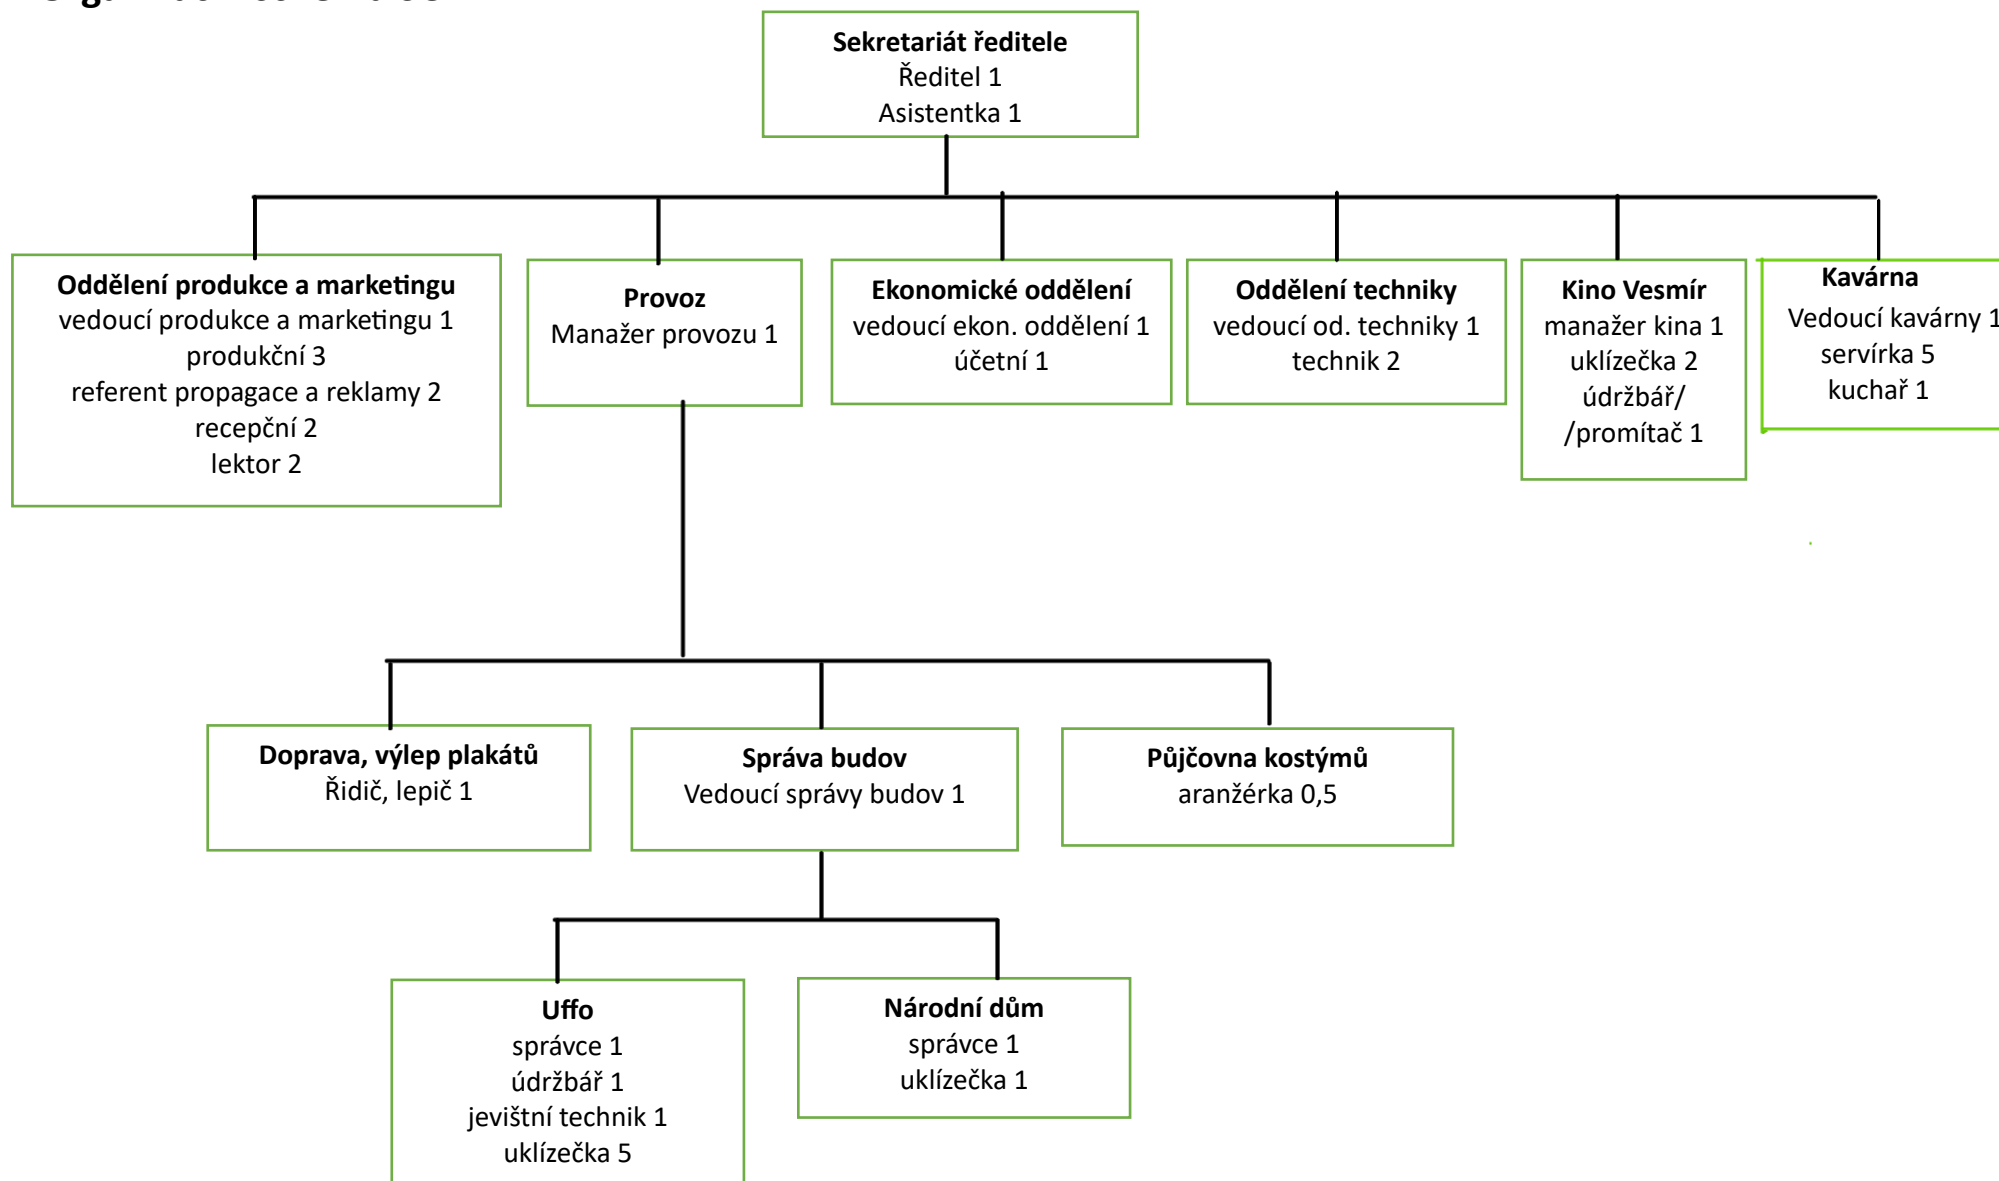 Sekretariát ředitele
Ředitel 1
Asistentka 1
Oddělení produkce a marketingu
vedoucí produkce a marketingu 1
produkční 3
referent propagace a reklamy 2
recepční 2
lektor 2
Provoz
Manažer provozu 1
Ekonomické oddělení
vedoucí ekon. oddělení 1
účetní 1
Oddělení techniky
vedoucí od. techniky 1
technik 2
Kino Vesmír
manažer kina 1
uklízečka 2
údržbář/
/promítač 1
Kavárna
Vedoucí kavárny 1
servírka 5
kuchař 1
Doprava, výlep plakátů
Řidič, lepič 1
Správa budov
Vedoucí správy budov 1
Půjčovna kostýmů
aranžérka 0,5
Uffo
správce 1
údržbář 1
jevištní technik 1
uklízečka 5
Národní dům
správce 1
uklízečka 1